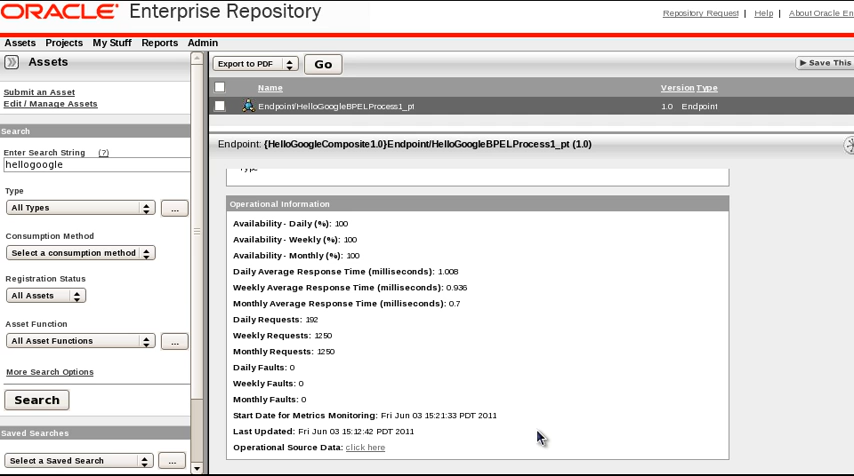 ORACLE® Enterprise Repository
Repository Request | Help | About Oracle En
Assets Projects My Stuff Reports Admin
Assets
Submit an Asset
Edit / Manage Assets
Search
Enter Search String (?)
hellogoogle
Type
All Types ...
Consumption Method
Select a consumption method
Registration Status
All Assets
Asset Function
All Asset Functions ...
More Search Options
Search
Saved Searches
Select a Saved Search ...
Export to PDF Go Save This
Name Version Type
Endpoint/HelloGoogleBPELProcess1_pt 1.0 Endpoint
Endpoint: {HelloGoogleComposite1.0}Endpoint/HelloGoogleBPELProcess1_pt (1.0)
Operational Information
Availability - Daily (%): 100
Availability - Weekly (%): 100
Availability - Monthly (%): 100
Daily Average Response Time (milliseconds): 1.008
Weekly Average Response Time (milliseconds): 0.936
Monthly Average Response Time (milliseconds): 0.7
Daily Requests: 192
Weekly Requests: 1250
Monthly Requests: 1250
Daily Faults: 0
Weekly Faults: 0
Monthly Faults: 0
Start Date for Metrics Monitoring: Fri Jun 03 15:21:33 PDT 2011
Last Updated: Fri Jun 03 15:12:42 PDT 2011
Operational Source Data: click here